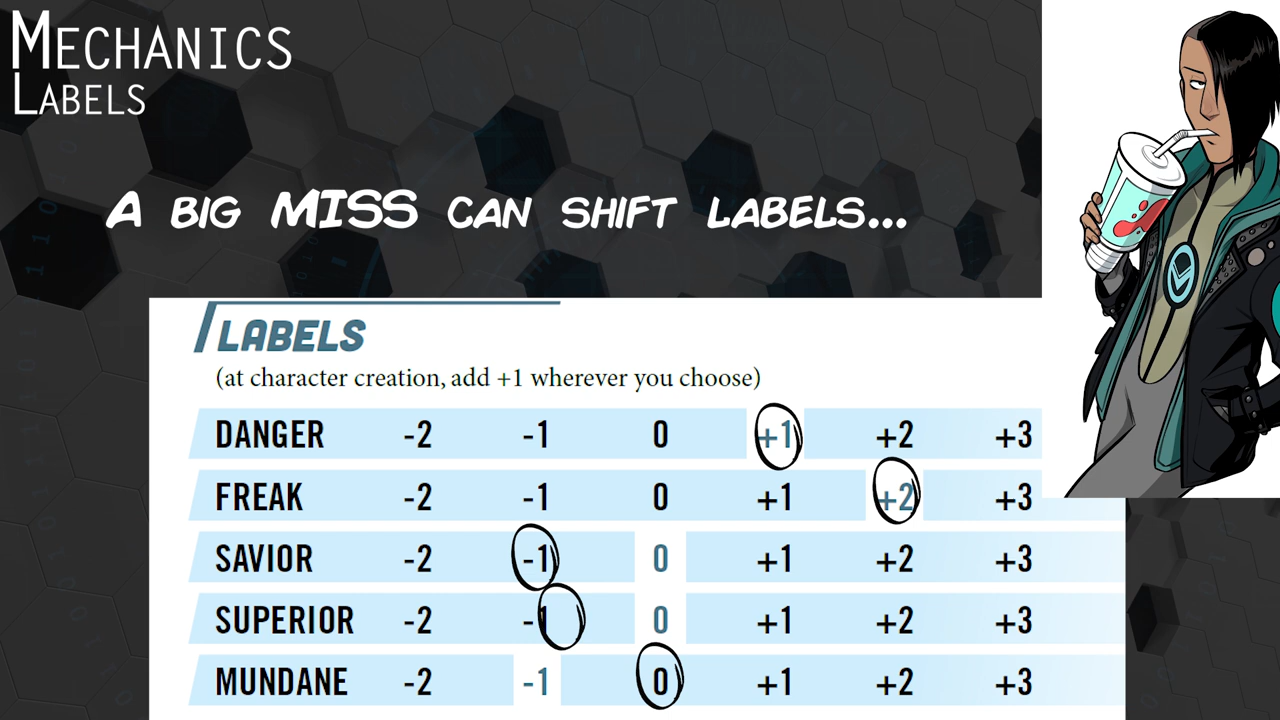 MECHANICS
LABELS
A BIG MISS CAN SHIFT LABELS...
LABELS
(at character creation, add +1 wherever you choose)
DANGER -2 -1 0 +1 +2 +3
FREAK -2 -1 0 +1 +2 +3
SAVIOR -2 -1 0 +1 +2 +3
SUPERIOR -2 -1 0 +1 +2 +3
MUNDANE -2 -1 0 +1 +2 +3